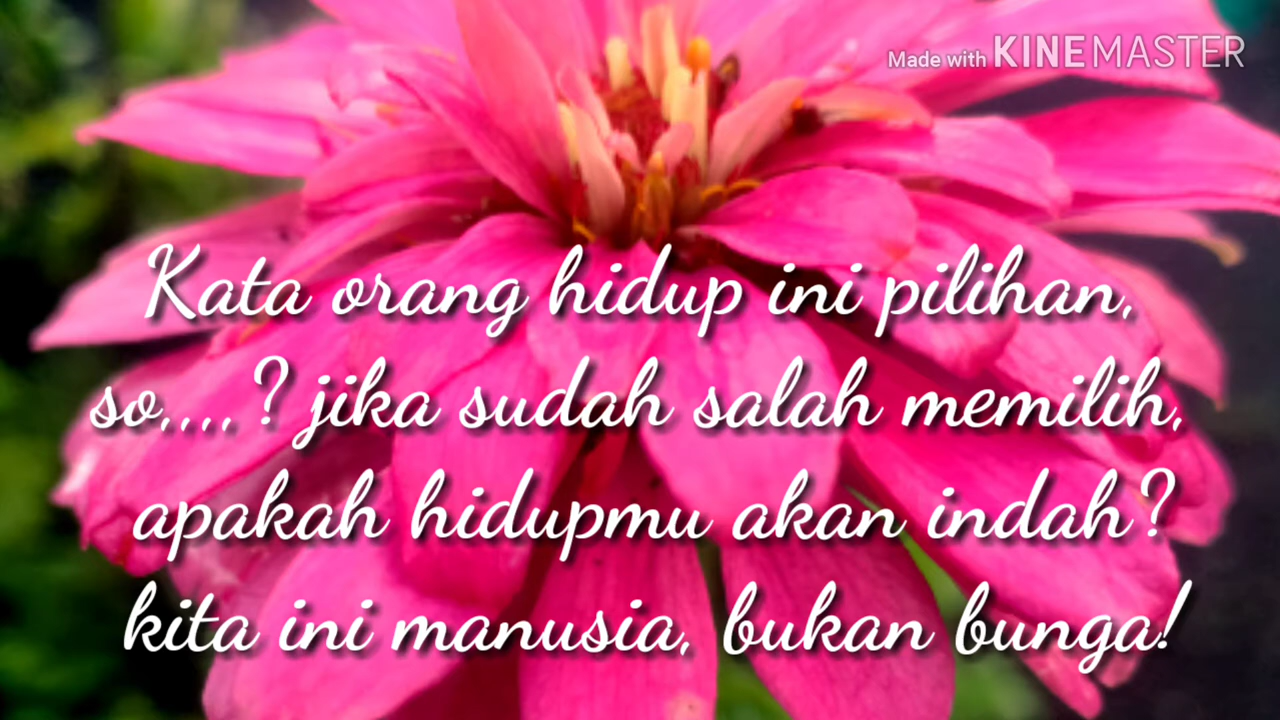 Made with KINEMASTER
Kata orang hidup ini pilihan,
so,,,,? jika sudah salah memilih,
apakah hidupmu akan indah?
kita ini manusia, bukan bunga!